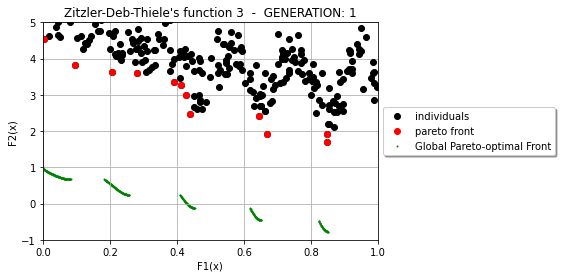 Zitzler-Deb-Thiele's function 3 - GENERATION: 1
5
4
3
2
1
0
-1
F2(x)
0.0 0.2 0.4 0.6 0.8 1.0
F1(x)
individuals
pareto front
Global Pareto-optimal Front